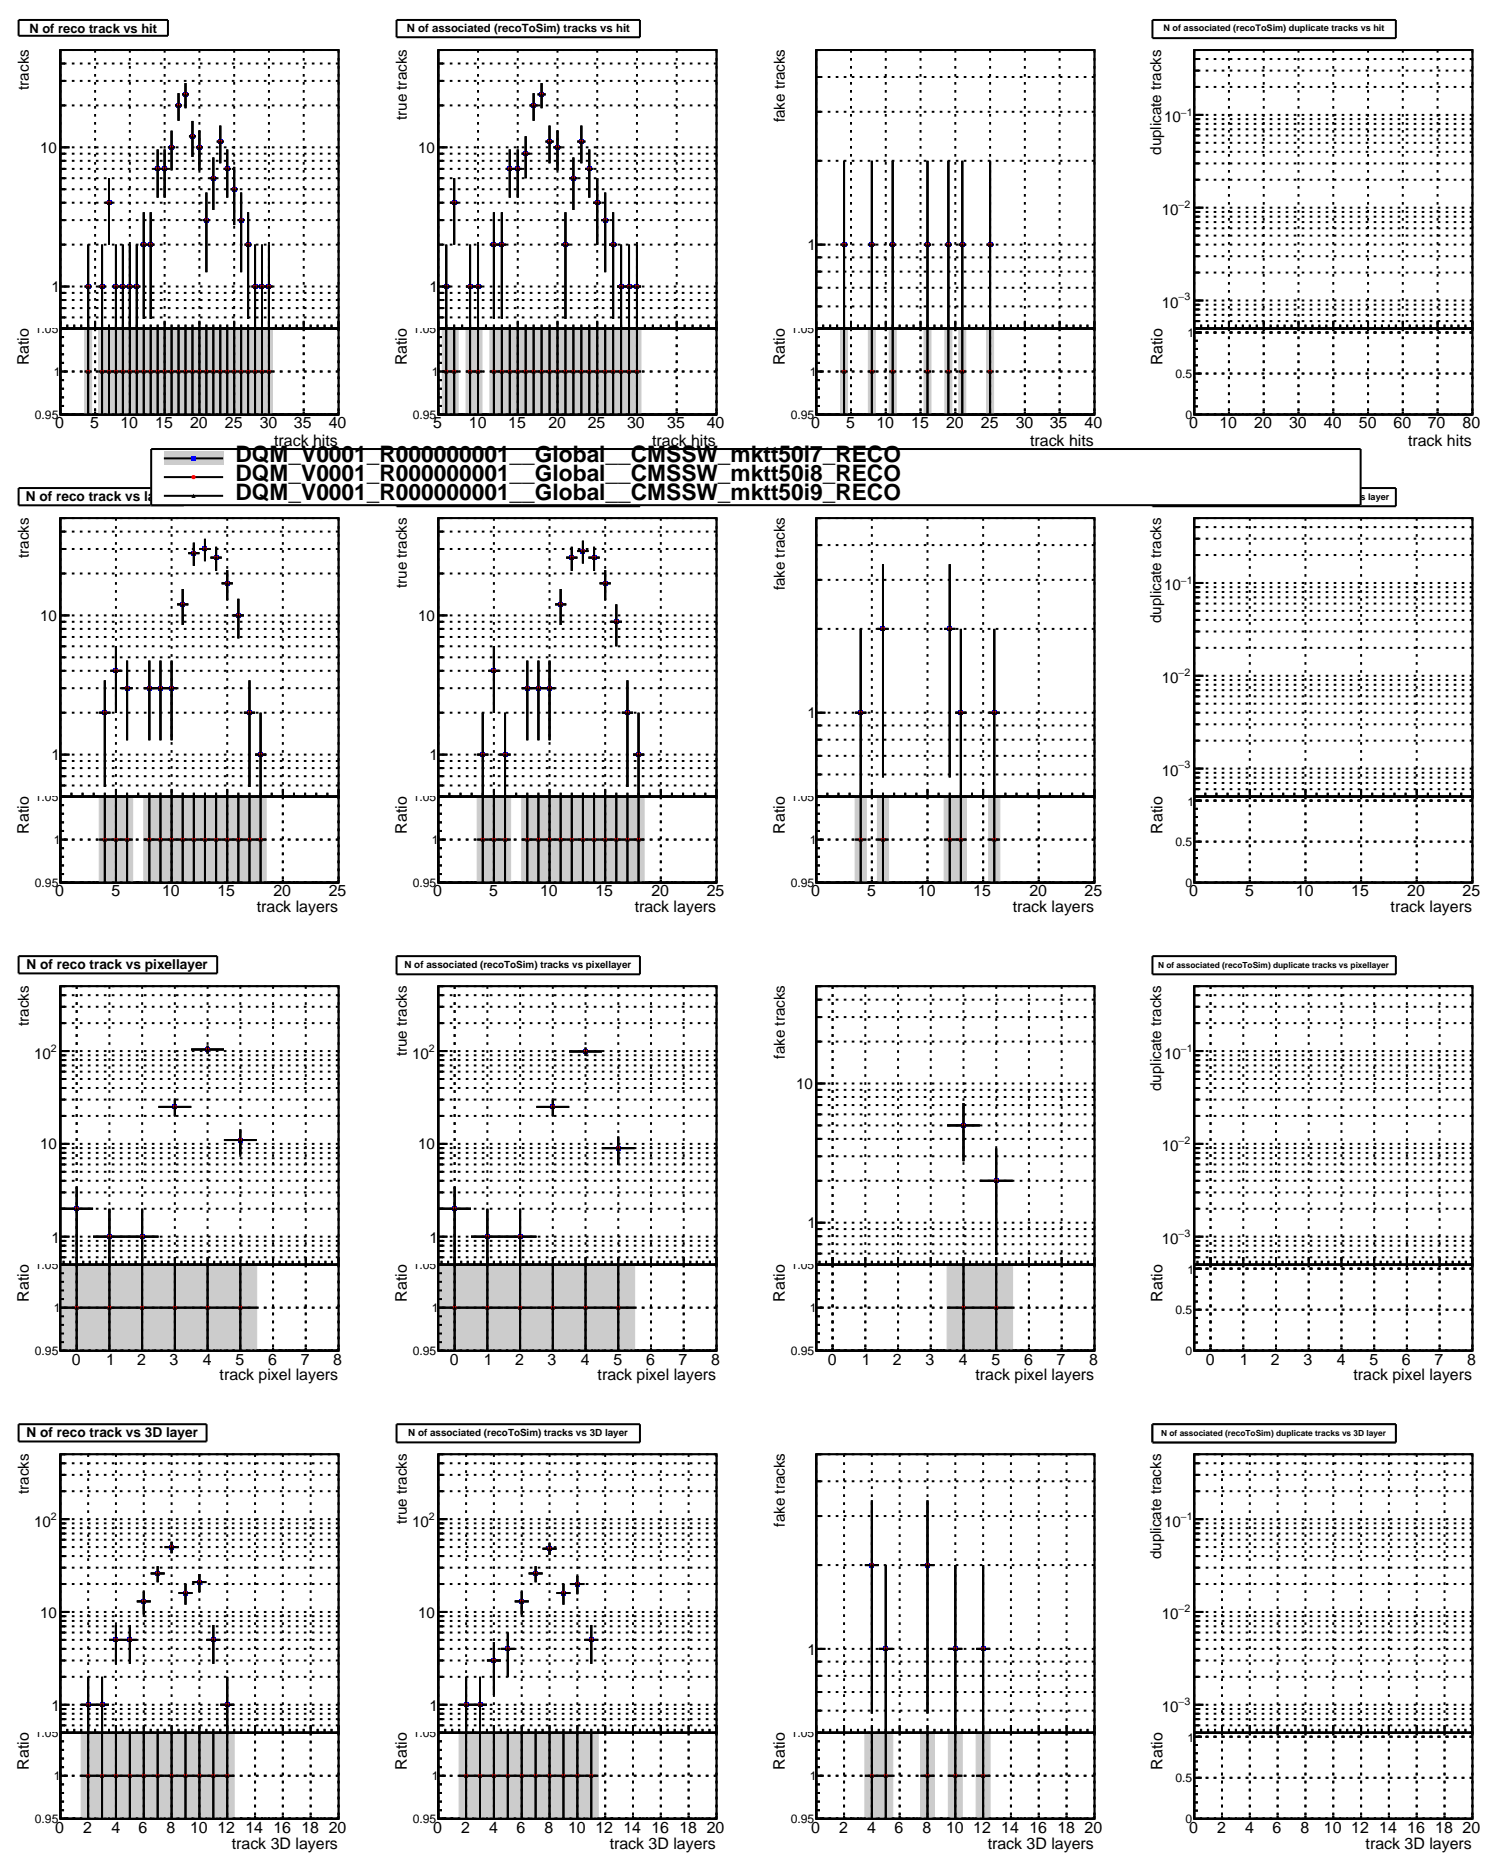 N of reco track vs hit
tracks
10
1
Ratio
1.05
1
0.95
0 5 10 15 20 25 30 35 40
track hits
N of associated (recoToSim) tracks vs hit
true tracks
10
1
Ratio
1.05
1
0.95
5 10 15 20 25 30 35 40
track hits
fake tracks
1
Ratio
1.05
1
0.95
0 5 10 15 20 25 30 35 40
track hits
N of associated (recoToSim) duplicate tracks vs hit
duplicate tracks
10⁻¹
10⁻²
10⁻³
Ratio
1
0.5
0
0 10 20 30 40 50 60 70 80
track hits
DQM_V0001_R000000001__Global__CMSSW_mktt50i7_RECO
DQM_V0001_R000000001__Global__CMSSW_mktt50i8_RECO
DQM_V0001_R000000001__Global__CMSSW_mktt50i9_RECO
N of reco track vs la
tracks
10
1
Ratio
1.05
1
0.95
0 5 10 15 20 25
track layers
true tracks
10
1
Ratio
1.05
1
0.95
0 5 10 15 20 25
track layers
fake tracks
1
Ratio
1.05
1
0.95
0 5 10 15 20 25
track layers
s layer
duplicate tracks
10⁻¹
10⁻²
10⁻³
Ratio
1
0.5
0
0 5 10 15 20 25
track layers
N of reco track vs pixellayer
tracks
10²
10
1
Ratio
1.05
1
0.95
0 1 2 3 4 5 6 7 8
track pixel layers
N of associated (recoToSim) tracks vs pixellayer
true tracks
10²
10
1
Ratio
1.05
1
0.95
0 1 2 3 4 5 6 7 8
track pixel layers
fake tracks
10
1
Ratio
1.05
1
0.95
0 1 2 3 4 5 6 7 8
track pixel layers
N of associated (recoToSim) duplicate tracks vs pixellayer
duplicate tracks
10⁻¹
10⁻²
10⁻³
Ratio
1
0.5
0
0 1 2 3 4 5 6 7 8
track pixel layers
N of reco track vs 3D layer
tracks
10²
10
1
Ratio
1.05
1
0.95
0 2 4 6 8 10 12 14 16 18 20
track 3D layers
N of associated (recoToSim) tracks vs 3D layer
true tracks
10²
10
1
Ratio
1.05
1
0.95
0 2 4 6 8 10 12 14 16 18 20
track 3D layers
fake tracks
1
Ratio
1.05
1
0.95
0 2 4 6 8 10 12 14 16 18 20
track 3D layers
N of associated (recoToSim) duplicate tracks vs 3D layer
duplicate tracks
10⁻¹
10⁻²
10⁻³
Ratio
1
0.5
0
0 2 4 6 8 10 12 14 16 18 20
track 3D layers